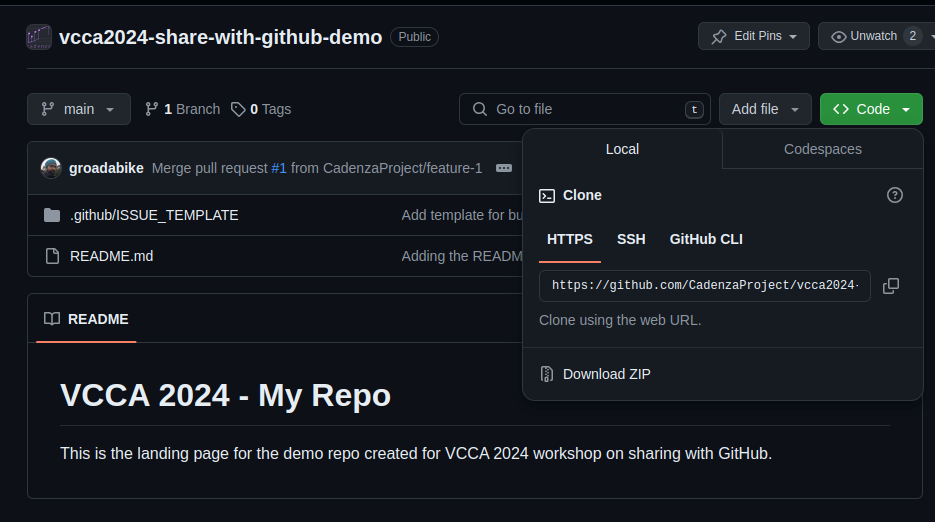 vcca2024-share-with-github-demo Public Edit Pins Unwatch 2
main 1 Branch 0 Tags Go to file t Add file Code
Local Codespaces
groadabike Merge pull request #1 from CadenzaProject/feature-1
Clone
.github/ISSUE_TEMPLATE Add template for bu
HTTPS SSH GitHub CLI
README.md Adding the READM
https://github.com/CadenzaProject/vcca2024-
Clone using the web URL.
README
Download ZIP
VCCA 2024 - My Repo
This is the landing page for the demo repo created for VCCA 2024 workshop on sharing with GitHub.